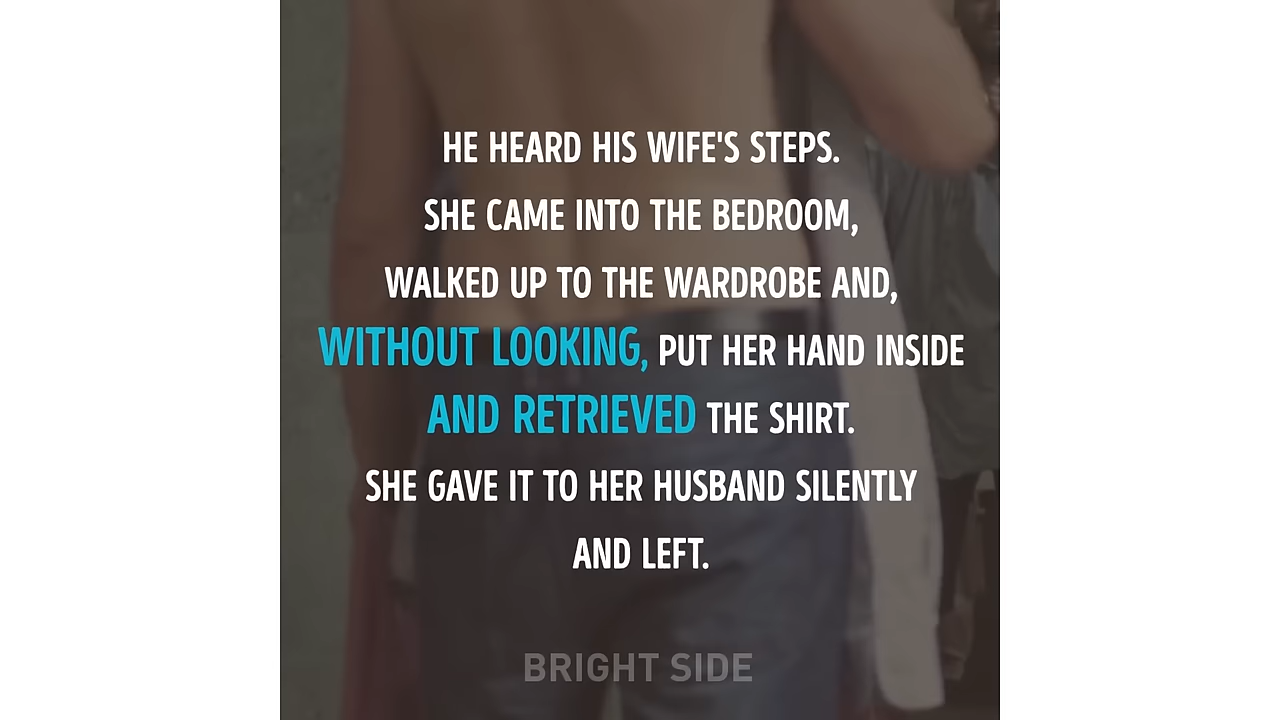 HE HEARD HIS WIFE'S STEPS.
SHE CAME INTO THE BEDROOM,
WALKED UP TO THE WARDROBE AND,
WITHOUT LOOKING, PUT HER HAND INSIDE
AND RETRIEVED THE SHIRT.
SHE GAVE IT TO HER HUSBAND SILENTLY
AND LEFT.
BRIGHT SIDE